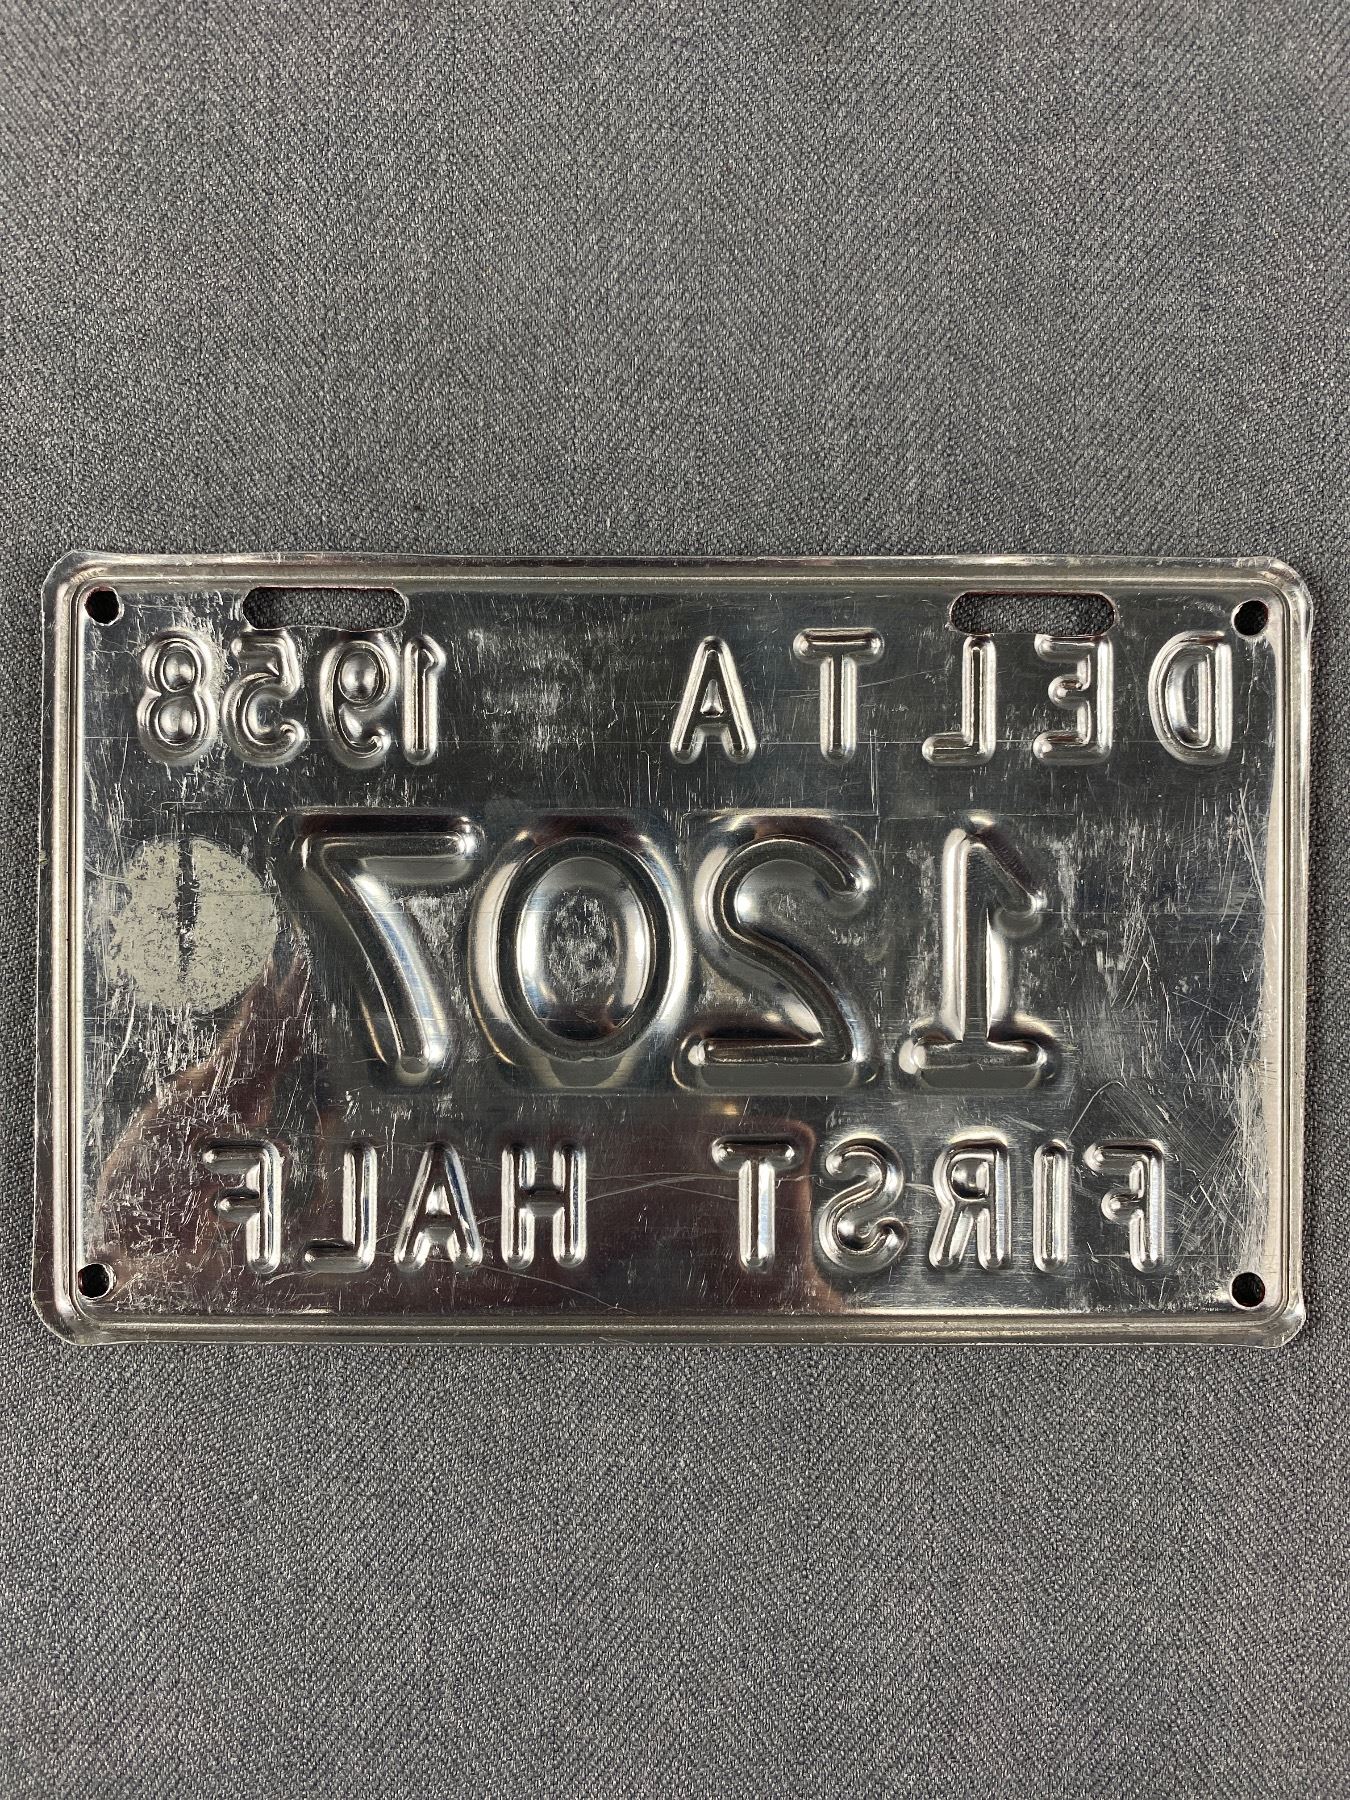 DELTA 1958
1207
FIRST HALF